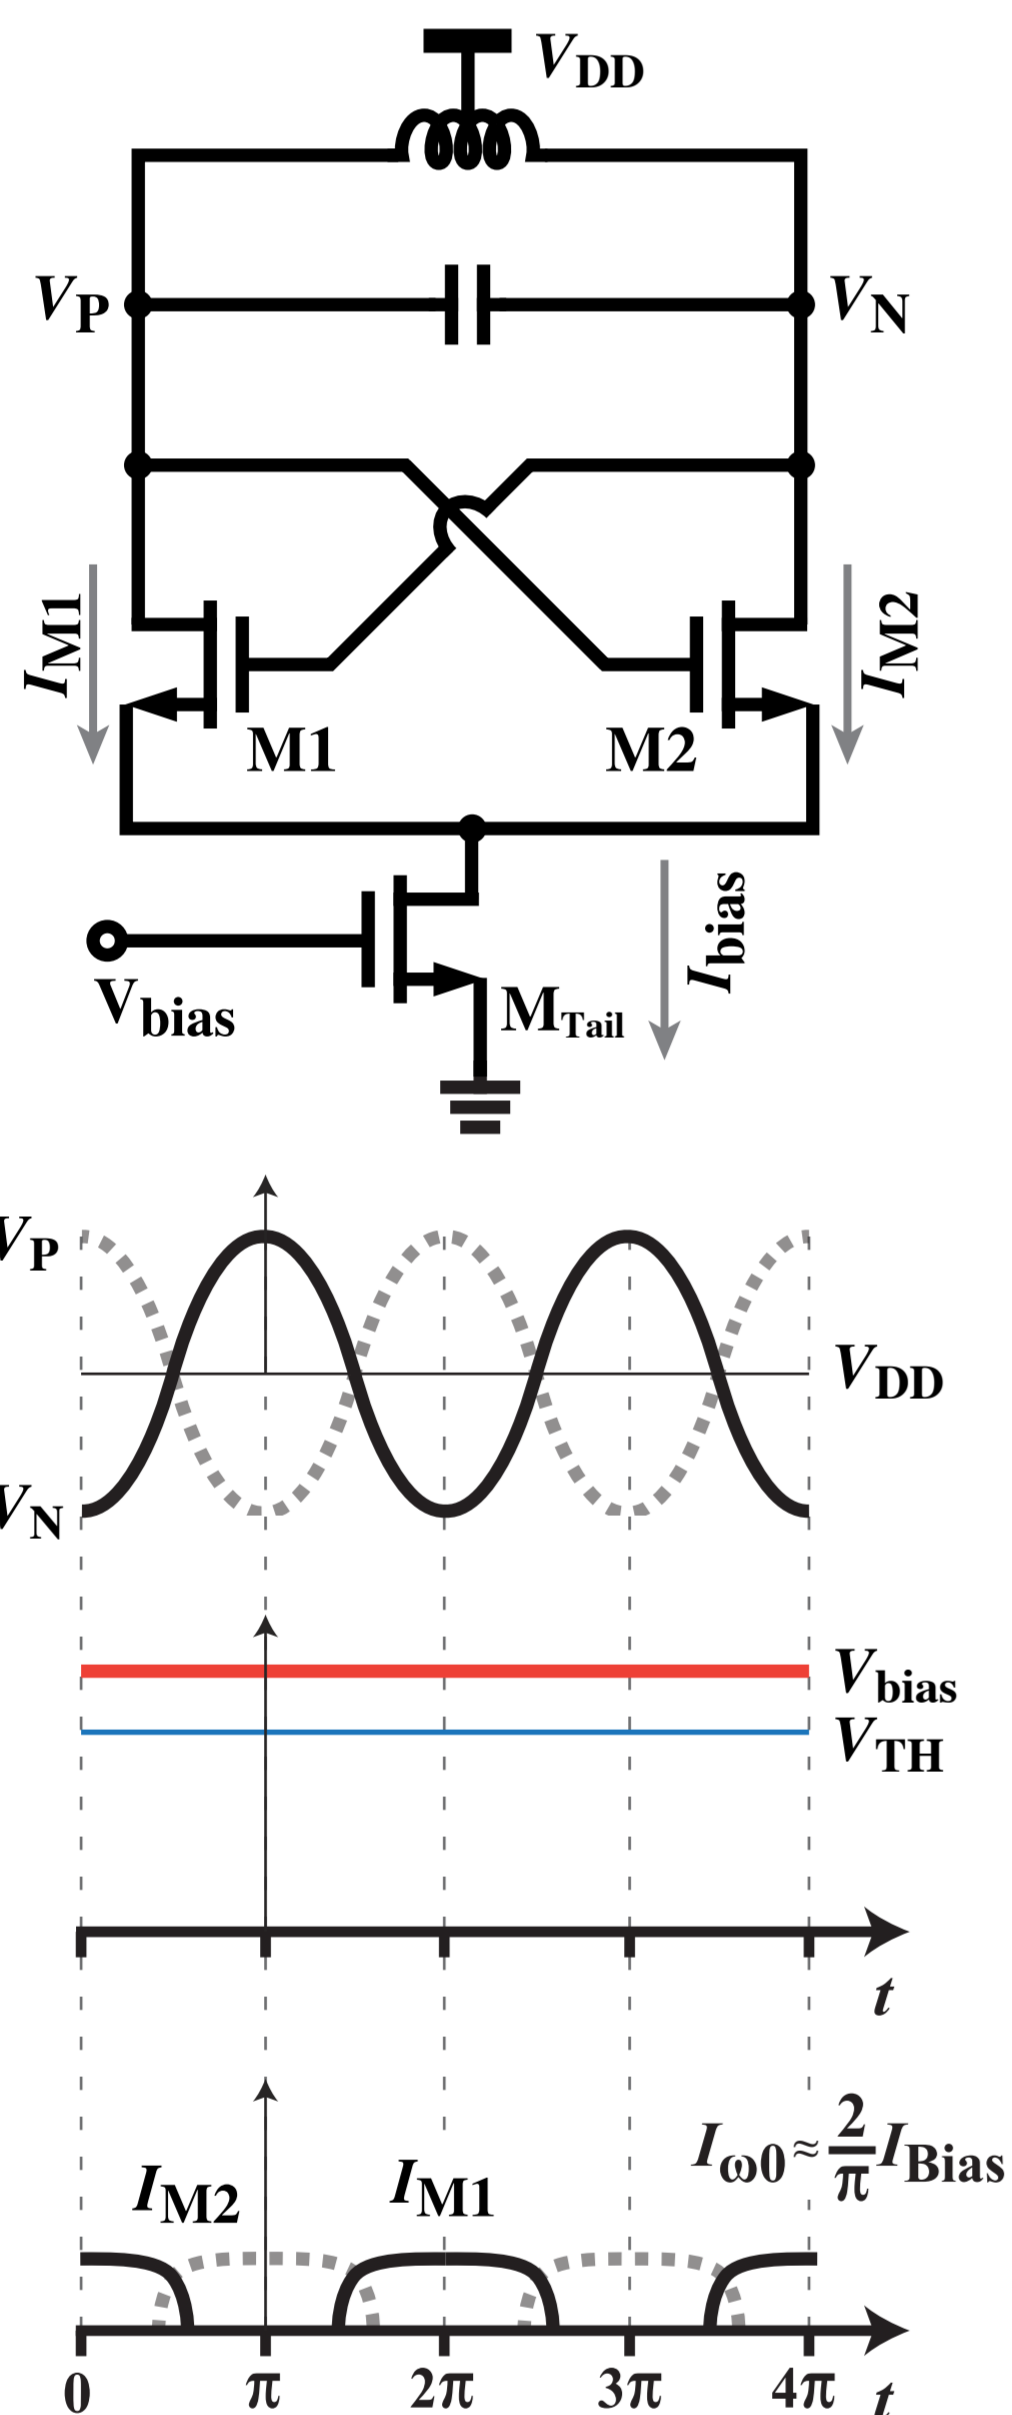 VDD
VP
VN
IM1
IM2
M1
M2
Ibias
Vbias
MTail
VP
VDD
VN
Vbias
VTH
t
Iω0≈2/πIBias
IM2
IM1
0 π 2π 3π 4π t